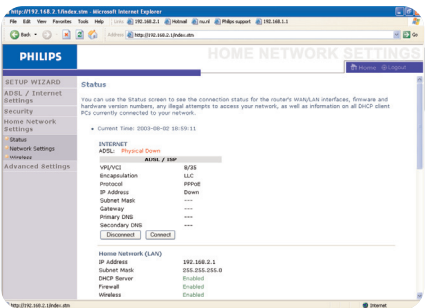 http://192.168.2.1/index.stm - Microsoft Internet Explorer
File Edit View Favorites Tools Help Links 192.168.2.1 Hotmail nu.nl Philips support 192.168.1.1
Back Address http://192.168.2.1/index.stm Go
PHILIPS
HOME NETWORK SETTINGS
Home Logout
SETUP WIZARD
ADSL / Internet Settings
Security
Home Network Settings
Status
Network Settings
Wireless
Advanced Settings
Status
You can use the Status screen to see the connection status for the router's WAN/LAN interfaces, firmware and
hardware version numbers, any illegal attempts to access your network, as well as information on all DHCP client
PCs currently connected to your network.
• Current Time: 2003-08-02 18:59:11
INTERNET
ADSL: Physical Down
ADSL / ISP
VPI/VCI 8/35
Encapsulation LLC
Protocol PPPoE
IP Address Down
Subnet Mask ---
Gateway ---
Primary DNS ---
Secondary DNS ---
Disconnect Connect
Home Network (LAN)
IP Address 192.168.2.1
Subnet Mask 255.255.255.0
DHCP Server Enabled
Firewall Enabled
Wireless Enabled
http://192.168.2.1/index.stm Internet